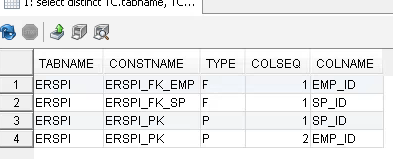 1: select distinct TC.tabname, TC...
TABNAME CONSTNAME TYPE COLSEQ COLNAME
1 ERSPI ERSPI_FK_EMP F 1 EMP_ID
2 ERSPI ERSPI_FK_SP F 1 SP_ID
3 ERSPI ERSPI_PK P 1 SP_ID
4 ERSPI ERSPI_PK P 2 EMP_ID